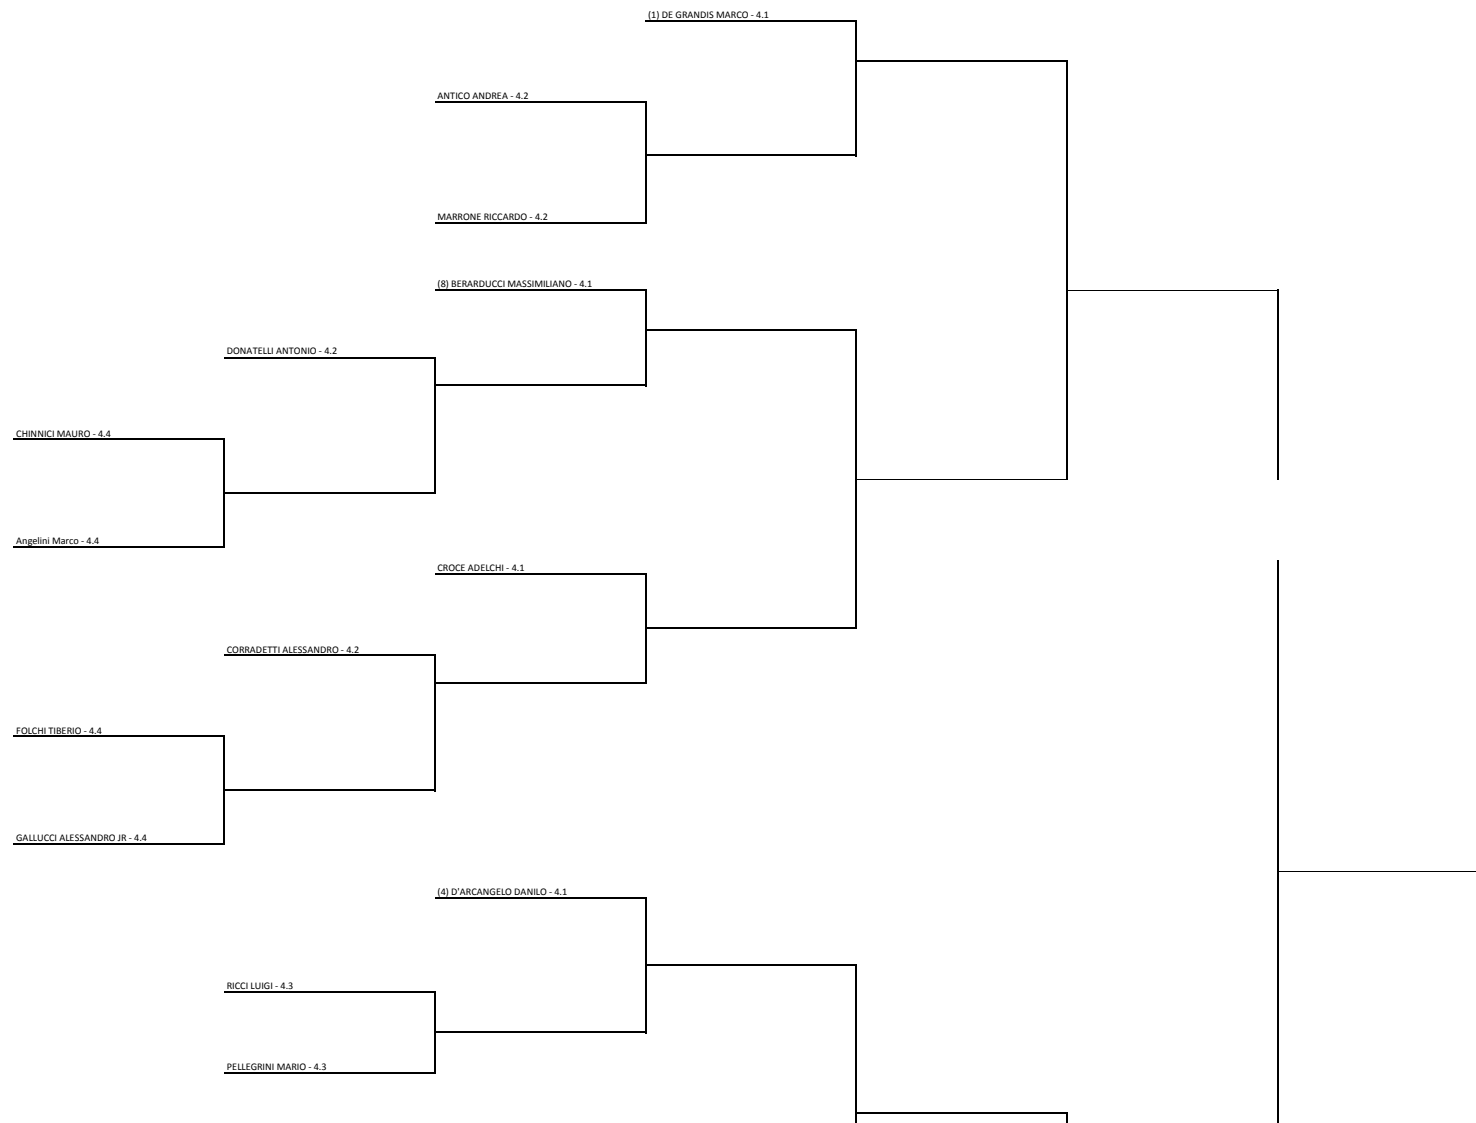 (1) DE GRANDIS MARCO - 4.1
ANTICO ANDREA - 4.2
MARRONE RICCARDO - 4.2
(8) BERARDUCCI MASSIMILIANO - 4.1
DONATELLI ANTONIO - 4.2
CHINNICI MAURO - 4.4
Angelini Marco - 4.4
CROCE ADELCHI - 4.1
CORRADETTI ALESSANDRO - 4.2
FOLCHI TIBERIO - 4.4
GALLUCCI ALESSANDRO JR - 4.4
(4) D'ARCANGELO DANILO - 4.1
RICCI LUIGI - 4.3
PELLEGRINI MARIO - 4.3